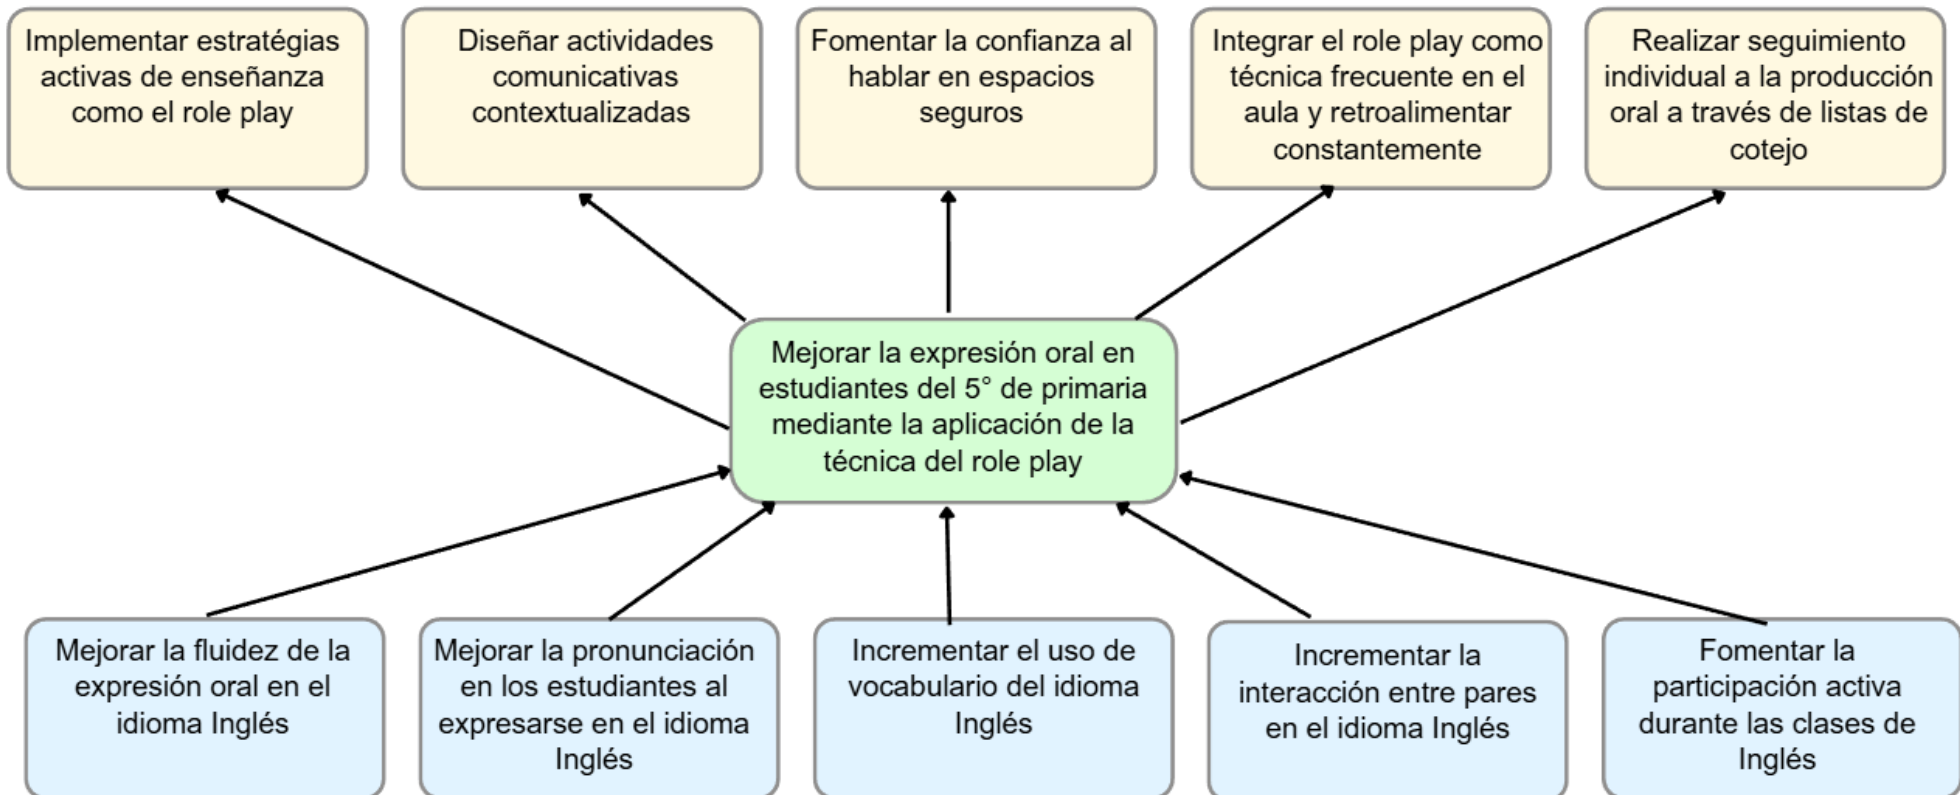 Implementar estratégias
activas de enseñanza
como el role play
Diseñar actividades
comunicativas
contextualizadas
Fomentar la confianza al
hablar en espacios
seguros
Integrar el role play como
técnica frecuente en el
aula y retroalimentar
constantemente
Realizar seguimiento
individual a la producción
oral a través de listas de
cotejo
Mejorar la expresión oral en
estudiantes del 5° de primaria
mediante la aplicación de la
técnica del role play
Mejorar la fluidez de la
expresión oral en el
idioma Inglés
Mejorar la pronunciación
en los estudiantes al
expresarse en el idioma
Inglés
Incrementar el uso de
vocabulario del idioma
Inglés
Incrementar la
interacción entre pares
en el idioma Inglés
Fomentar la
participación activa
durante las clases de
Inglés